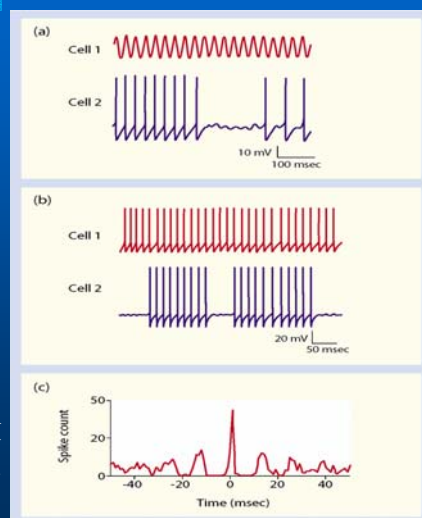 (a)
Cell 1
Cell 2
10 mV
100 msec
(b)
Cell 1
Cell 2
20 mV
50 msec
(c)
Spike count
50
20
0
-40 -20 0 20 40
Time (msec)